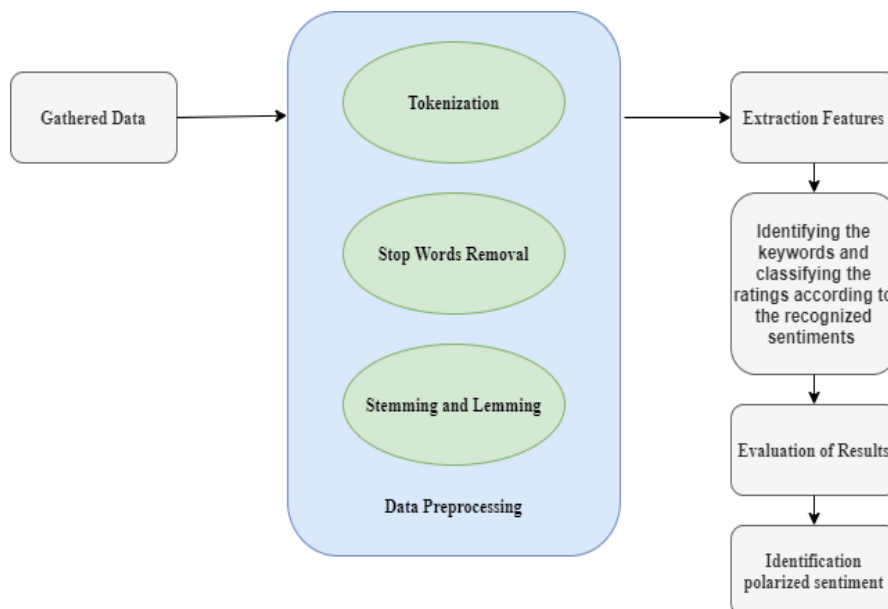 Gathered Data
Tokenization
Stop Words Removal
Stemming and Lemming
Data Preprocessing
Extraction Features
Identifying the
keywords and
classifying the
ratings according to
the recognized
sentiments
Evaluation of Results
Identification
polarized sentiment